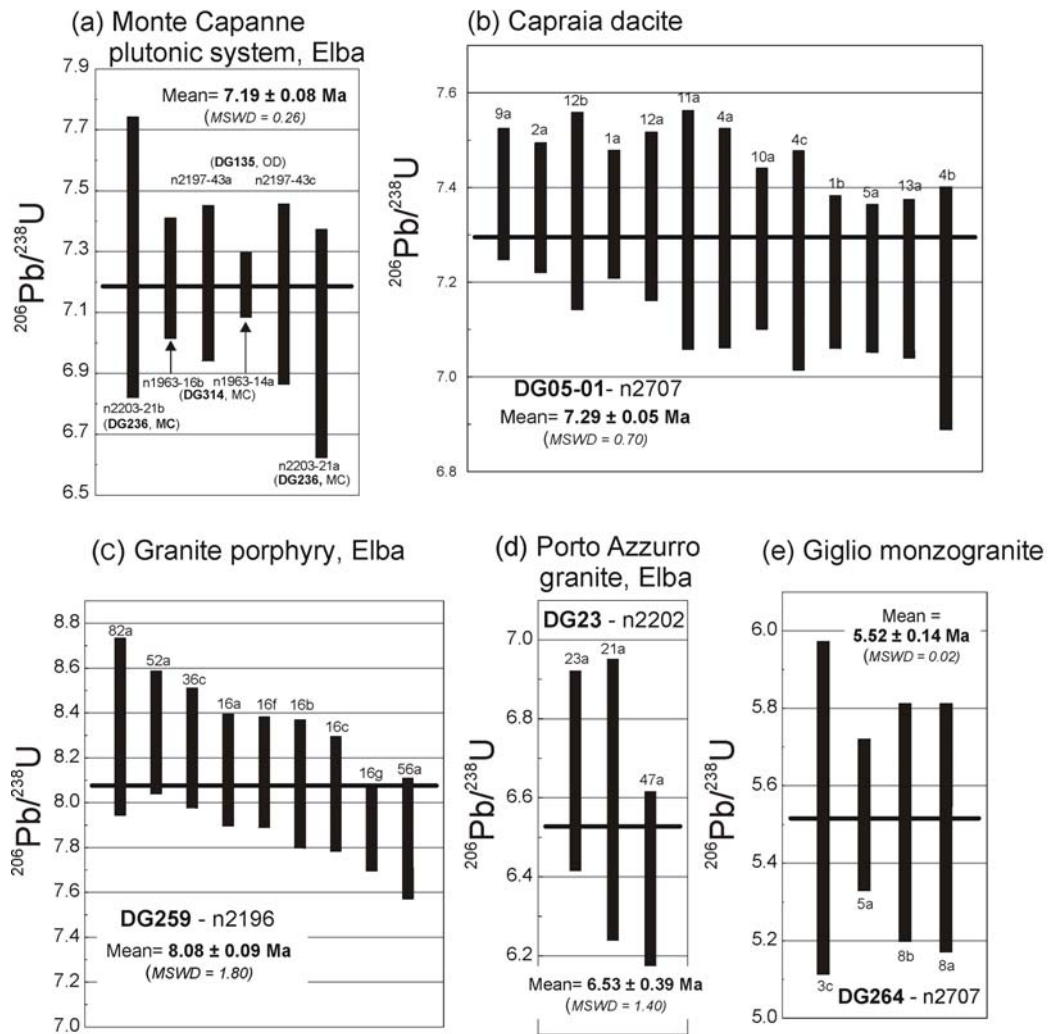 (a) Monte Capanne
plutonic system, Elba
7.9
7.7
7.5
7.3
7.1
6.9
6.7
6.5
²⁰⁶Pb/²³⁸U
Mean= 7.19 ± 0.08 Ma
(MSWD = 0.26)
(DG135, OD)
n2197-43a n2197-43c
n1963-16b n1963-14a
(DG314, MC)
n2203-21b
(DG236, MC)
n2203-21a
(DG236, MC)
(b) Capraia dacite
7.6
7.4
7.2
7.0
6.8
²⁰⁶Pb/²³⁸U
9a 2a 12b 1a 12a 11a 4a 10a 4c 1b 5a 13a 4b
DG05-01- n2707
Mean= 7.29 ± 0.05 Ma
(MSWD = 0.70)
(c) Granite porphyry, Elba
8.8
8.6
8.4
8.2
8.0
7.8
7.6
7.4
7.2
7.0
²⁰⁶Pb/²³⁸U
82a 52a 36c 16a 16f 16b 16c 16g 56a
DG259 - n2196
Mean= 8.08 ± 0.09 Ma
(MSWD = 1.80)
(d) Porto Azzurro
granite, Elba
DG23 - n2202
7.0
6.8
6.6
6.4
6.2
²⁰⁶Pb/²³⁸U
23a 21a 47a
Mean= 6.53 ± 0.39 Ma
(MSWD = 1.40)
(e) Giglio monzogranite
6.0
5.8
5.6
5.4
5.2
5.0
²⁰⁶Pb/²³⁸U
Mean =
5.52 ± 0.14 Ma
(MSWD = 0.02)
3c 5a 8b 8a
DG264 - n2707